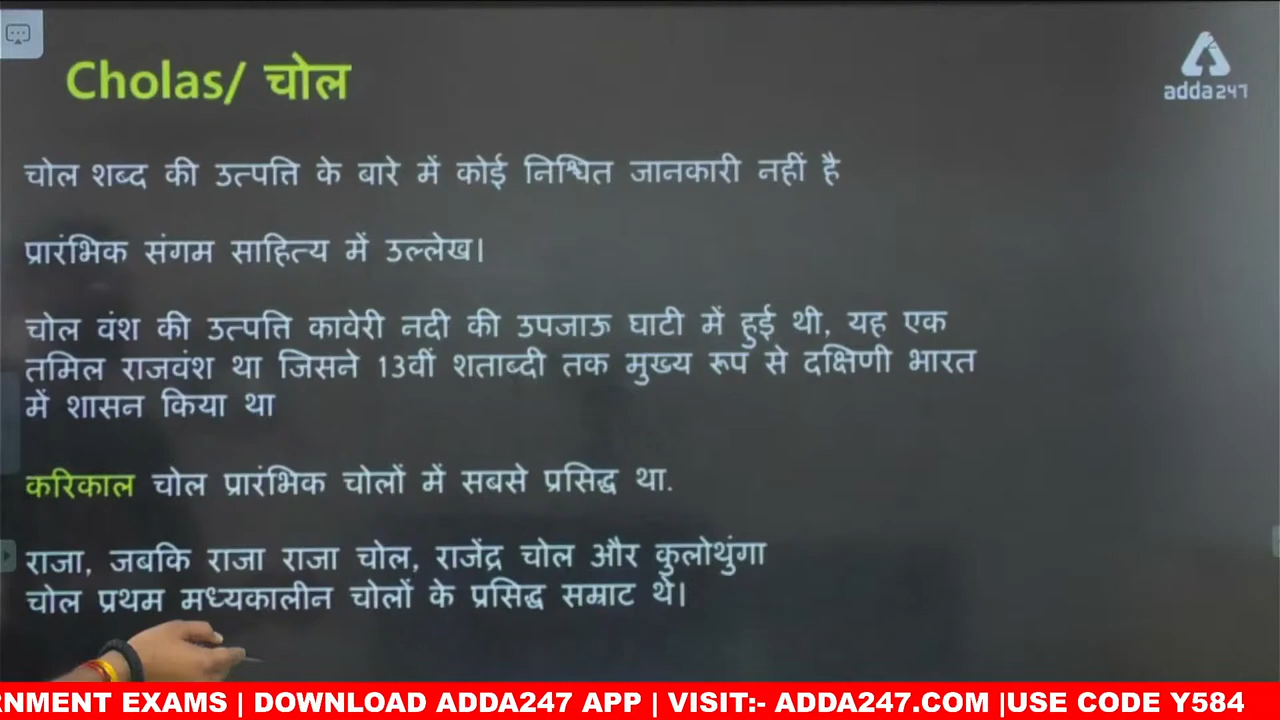 Cholas/ चोल
adda247
चोल शब्द की उत्पत्ति के बारे में कोई निश्चित जानकारी नहीं है
प्रारंभिक संगम साहित्य में उल्लेख।
चोल वंश की उत्पत्ति कावेरी नदी की उपजाऊ घाटी में हुई थी, यह एक
तमिल राजवंश था जिसने 13वीं शताब्दी तक मुख्य रूप से दक्षिणी भारत
में शासन किया था
करिकाल चोल प्रारंभिक चोलों में सबसे प्रसिद्ध था.
राजा, जबकि राजा राजा चोल, राजेंद्र चोल और कुलोथुंगा
चोल प्रथम मध्यकालीन चोलों के प्रसिद्ध सम्राट थे।
RNMENT EXAMS | DOWNLOAD ADDA247 APP | VISIT:- ADDA247.COM |USE CODE Y584